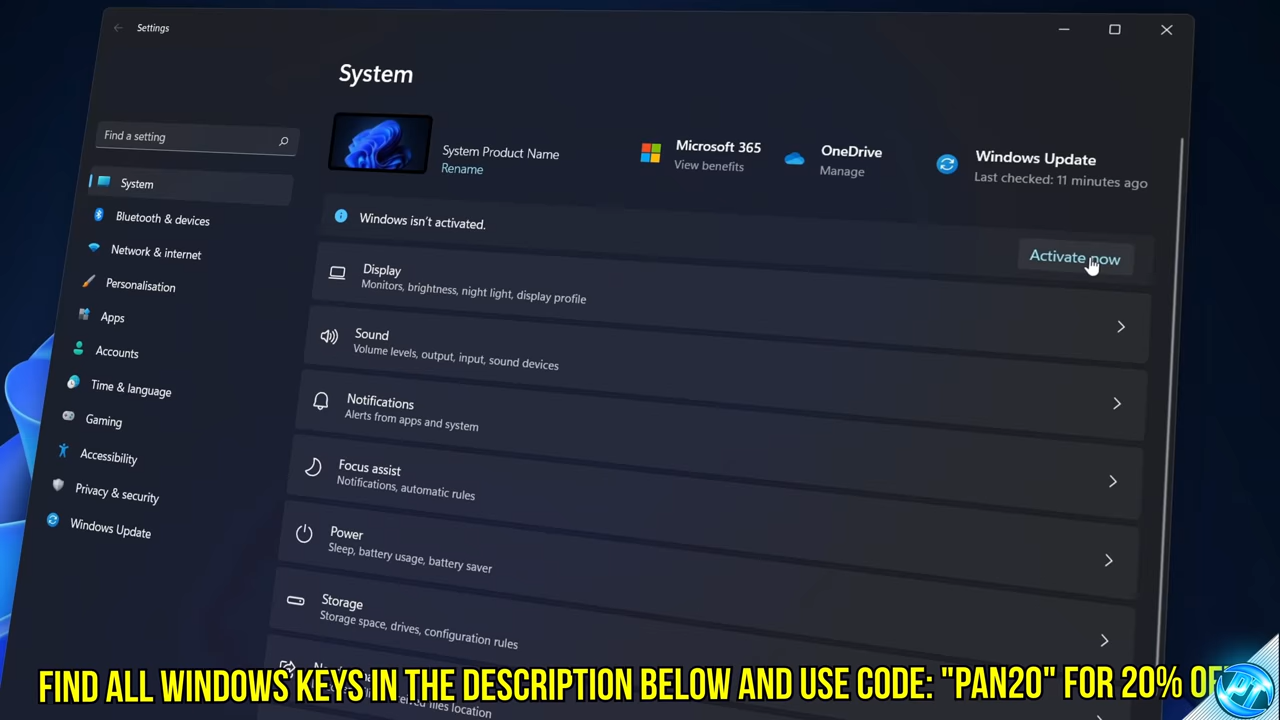 Settings
System
Find a setting
System Product Name
Rename
Microsoft 365
View benefits
OneDrive
Manage
Windows Update
Last checked: 11 minutes ago
System
Bluetooth & devices
Network & internet
Personalisation
Apps
Accounts
Time & language
Gaming
Accessibility
Privacy & security
Windows Update
Windows isn't activated.
Activate now
Display
Monitors, brightness, night light, display profile
Sound
Volume levels, output, input, sound devices
Notifications
Alerts from apps and system
Focus assist
Notifications, automatic rules
Power
Sleep, battery usage, battery saver
Storage
Storage space, drives, configuration rules
files location
FIND ALL WINDOWS KEYS IN THE DESCRIPTION BELOW AND USE CODE: "PAN20" FOR 20%